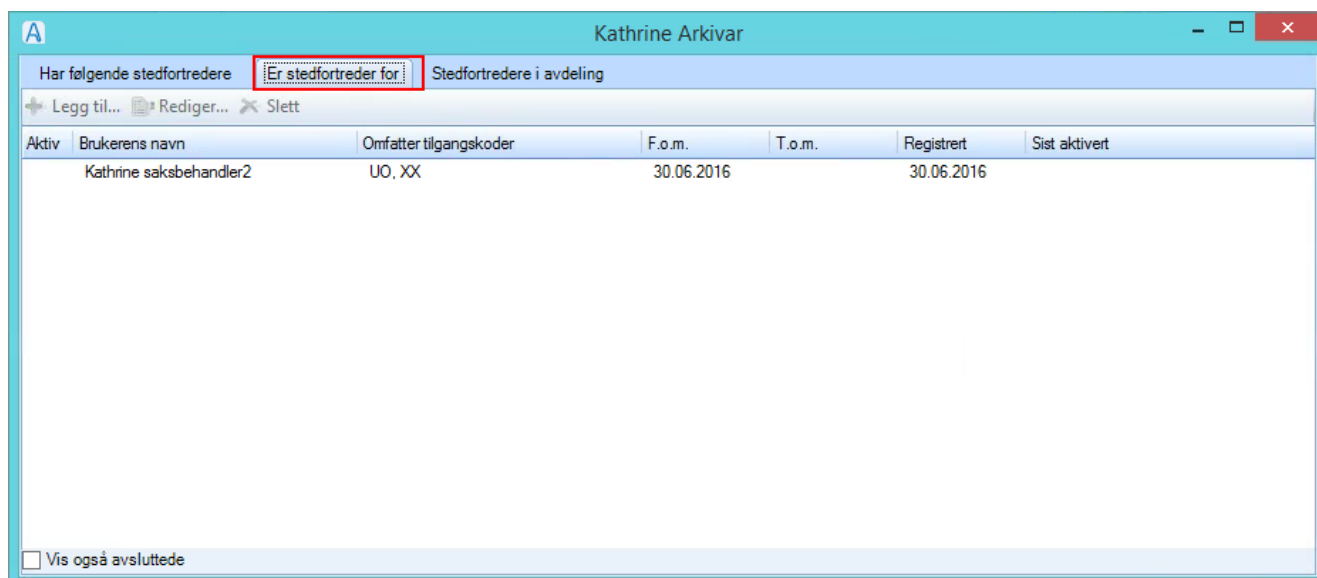 A Kathrine Arkivar
Har følgende stedfortredere Er stedfortreder for Stedfortredere i avdeling
Legg til... Rediger... Slett
Aktiv Brukerens navn Omfatter tilgangskoder F.o.m. T.o.m. Registrert Sist aktivert
Kathrine saksbehandler2 UO, XX 30.06.2016 30.06.2016
Vis også avsluttede